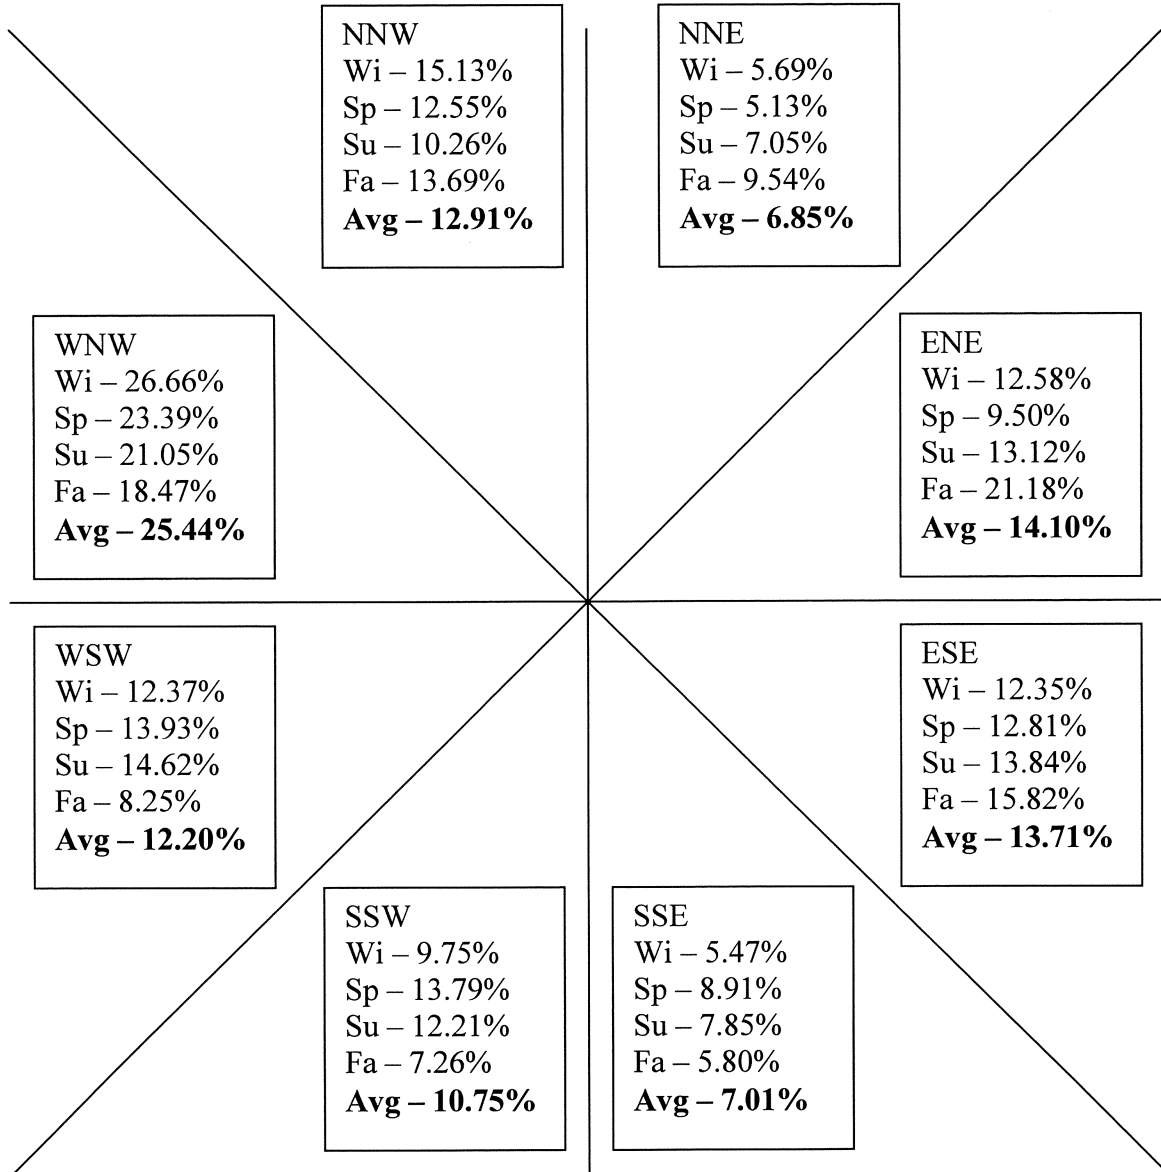 NNW
Wi – 15.13%
Sp – 12.55%
Su – 10.26%
Fa – 13.69%
Avg – 12.91%
NNE
Wi – 5.69%
Sp – 5.13%
Su – 7.05%
Fa – 9.54%
Avg – 6.85%
WNW
Wi – 26.66%
Sp – 23.39%
Su – 21.05%
Fa – 18.47%
Avg – 25.44%
ENE
Wi – 12.58%
Sp – 9.50%
Su – 13.12%
Fa – 21.18%
Avg – 14.10%
WSW
Wi – 12.37%
Sp – 13.93%
Su – 14.62%
Fa – 8.25%
Avg – 12.20%
ESE
Wi – 12.35%
Sp – 12.81%
Su – 13.84%
Fa – 15.82%
Avg – 13.71%
SSW
Wi – 9.75%
Sp – 13.79%
Su – 12.21%
Fa – 7.26%
Avg – 10.75%
SSE
Wi – 5.47%
Sp – 8.91%
Su – 7.85%
Fa – 5.80%
Avg – 7.01%